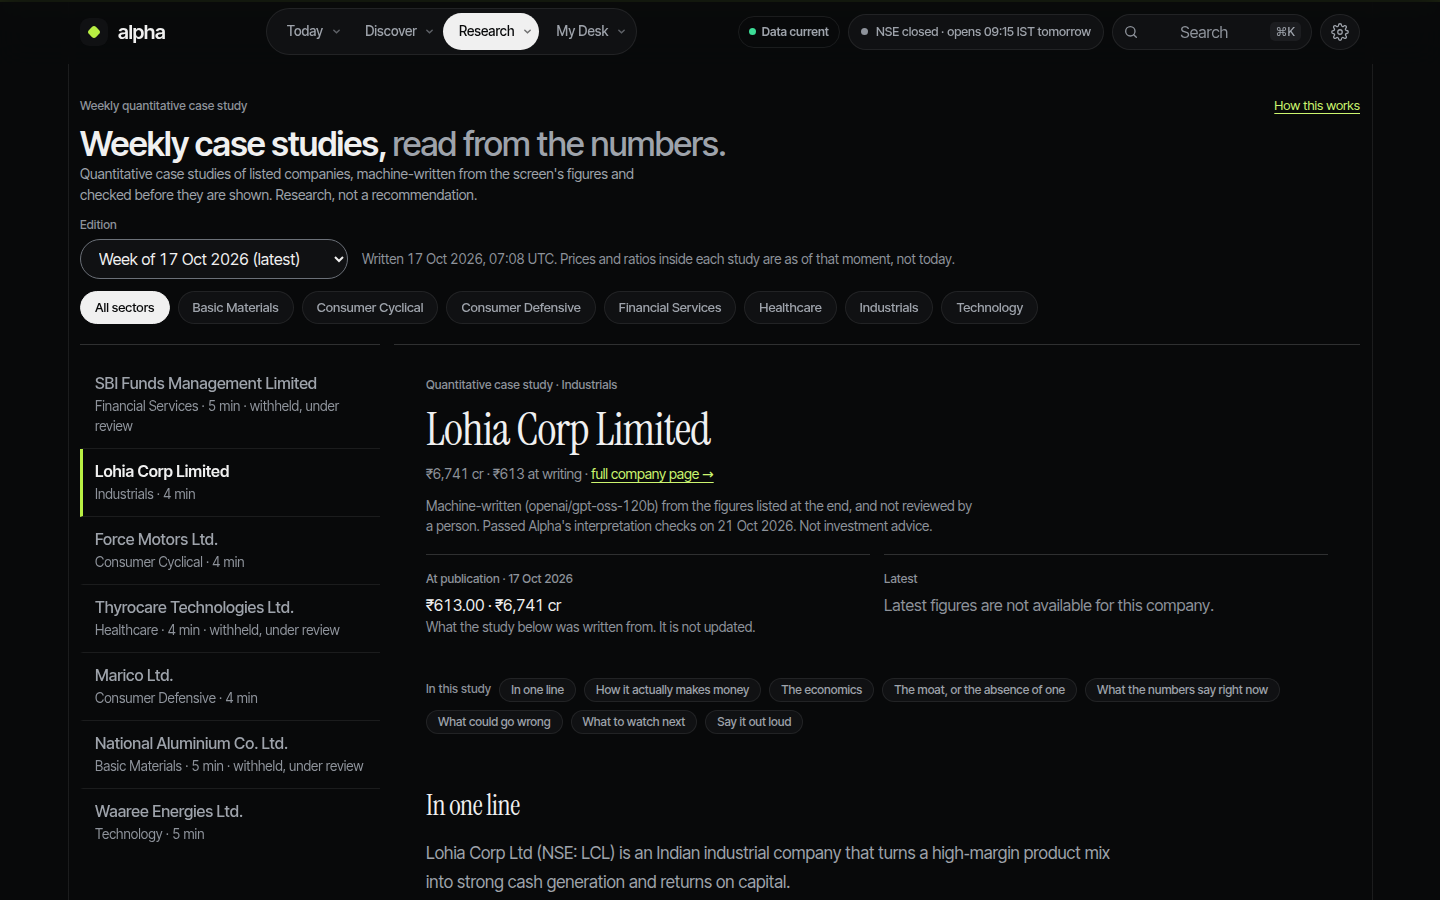 alpha
Today
Discover
Research
My Desk
Data current
NSE closed · opens 09:15 IST tomorrow
Search
⌘K
Weekly quantitative case study
How this works
Weekly case studies, read from the numbers.
Quantitative case studies of listed companies, machine-written from the screen's figures and
checked before they are shown. Research, not a recommendation.
Edition
Week of 17 Oct 2026 (latest)
Written 17 Oct 2026, 07:08 UTC. Prices and ratios inside each study are as of that moment, not today.
All sectors
Basic Materials
Consumer Cyclical
Consumer Defensive
Financial Services
Healthcare
Industrials
Technology
SBI Funds Management Limited
Financial Services · 5 min · withheld, under
review
Lohia Corp Limited
Industrials · 4 min
Force Motors Ltd.
Consumer Cyclical · 4 min
Thyrocare Technologies Ltd.
Healthcare · 4 min · withheld, under review
Marico Ltd.
Consumer Defensive · 4 min
National Aluminium Co. Ltd.
Basic Materials · 5 min · withheld, under review
Waaree Energies Ltd.
Technology · 5 min
Quantitative case study · Industrials
Lohia Corp Limited
₹6,741 cr · ₹613 at writing · full company page →
Machine-written (openai/gpt-oss-120b) from the figures listed at the end, and not reviewed by
a person. Passed Alpha's interpretation checks on 21 Oct 2026. Not investment advice.
At publication · 17 Oct 2026
₹613.00 · ₹6,741 cr
What the study below was written from. It is not updated.
Latest
Latest figures are not available for this company.
In this study
In one line
How it actually makes money
The economics
The moat, or the absence of one
What the numbers say right now
What could go wrong
What to watch next
Say it out loud
In one line
Lohia Corp Ltd (NSE: LCL) is an Indian industrial company that turns a high-margin product mix
into strong cash generation and returns on capital.